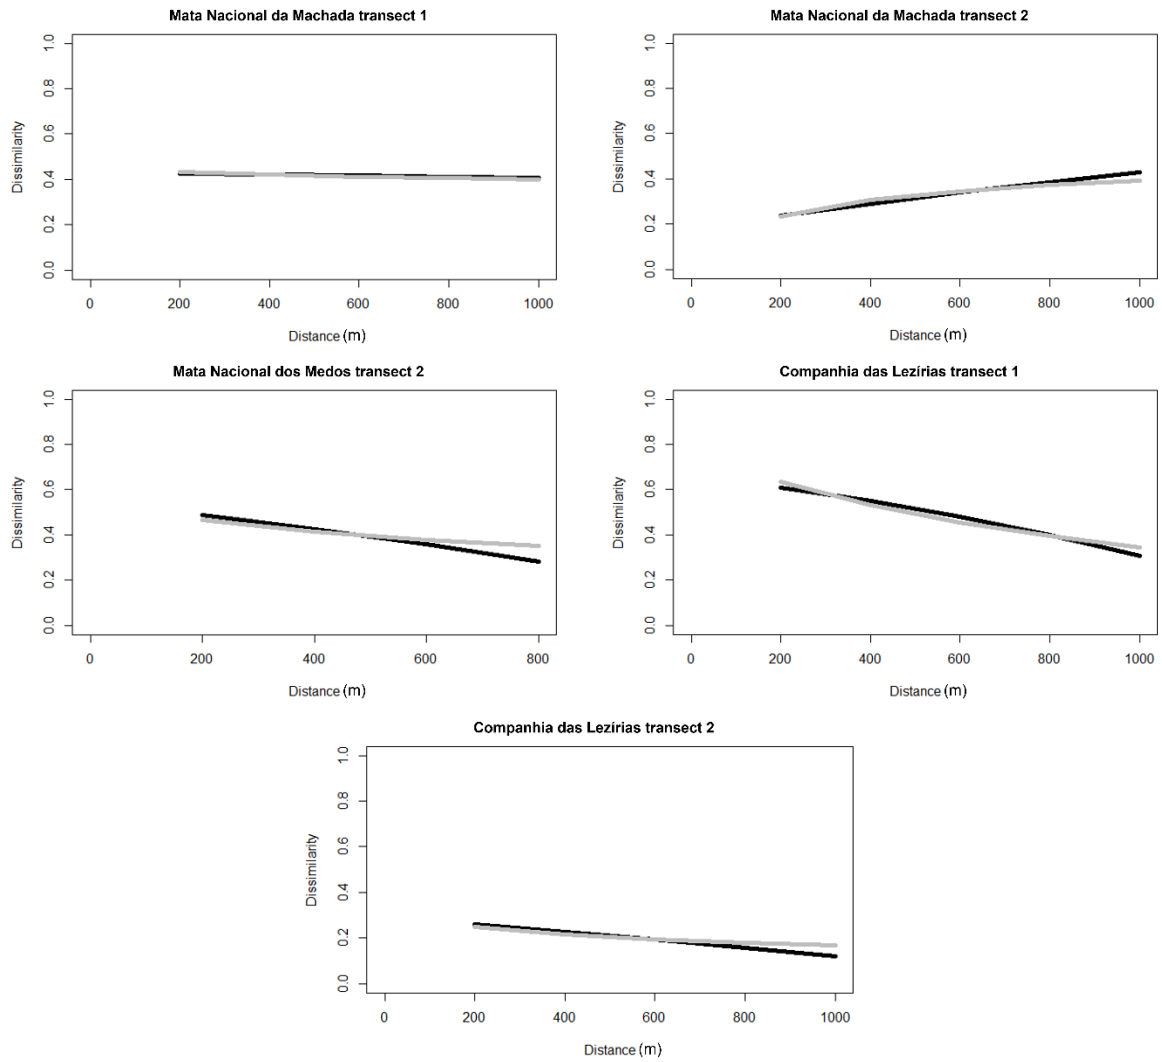 Mata Nacional da Machada transect 1
1.0
0.8
0.6
0.4
0.2
0.0
Dissimilarity
0 200 400 600 800 1000
Distance (m)
Mata Nacional da Machada transect 2
1.0
0.8
0.6
0.4
0.2
0.0
Dissimilarity
0 200 400 600 800 1000
Distance (m)
Mata Nacional dos Medos transect 2
1.0
0.8
0.6
0.4
0.2
0.0
Dissimilarity
0 200 400 600 800
Distance (m)
Companhia das Lezírias transect 1
1.0
0.8
0.6
0.4
0.2
0.0
Dissimilarity
0 200 400 600 800 1000
Distance (m)
Companhia das Lezírias transect 2
1.0
0.8
0.6
0.4
0.2
0.0
Dissimilarity
0 200 400 600 800 1000
Distance (m)